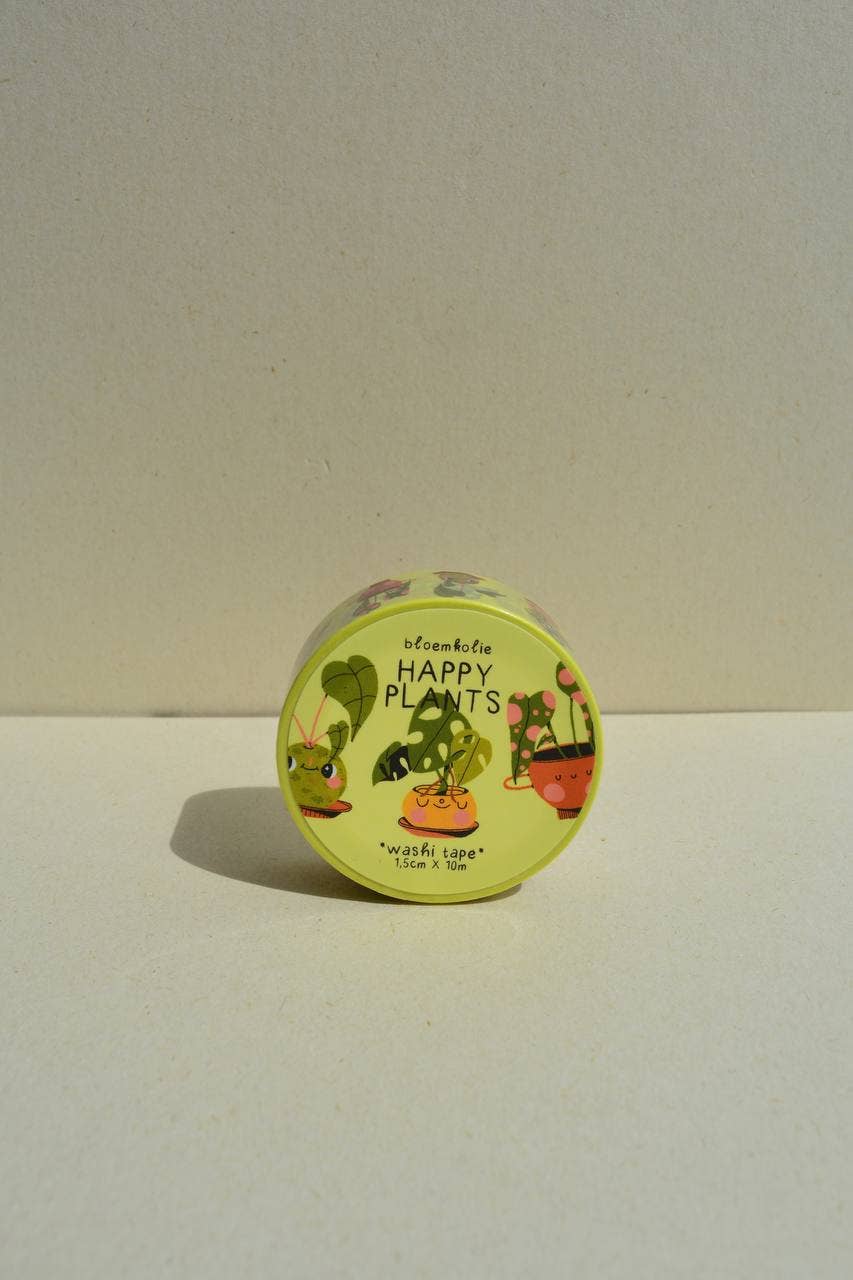 bloemkolie
HAPPY
PLANTS
*washi tape*
1,5cm X 10m